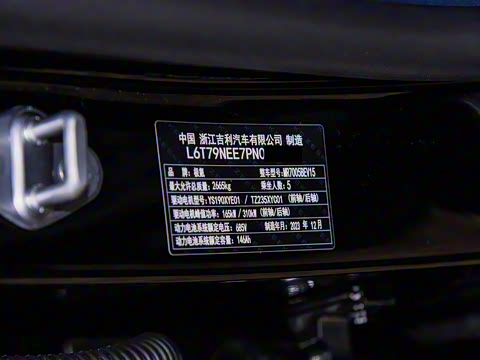 中国 浙江吉利汽车有限公司 制造
L6T79NEE7PN0
品牌：极氪 整车型号：MR7005BEV15
最大允许总质量：2665kg 乘坐人数：5
驱动电机型号：YS190XYE01 / TZ235XYC01 (前轴/后轴)
驱动电机峰值功率：165kW / 310kW (前轴/后轴)
动力电池系统额定电压：685V 制造年月：2023 年 12 月
动力电池系统额定容量：146Ah